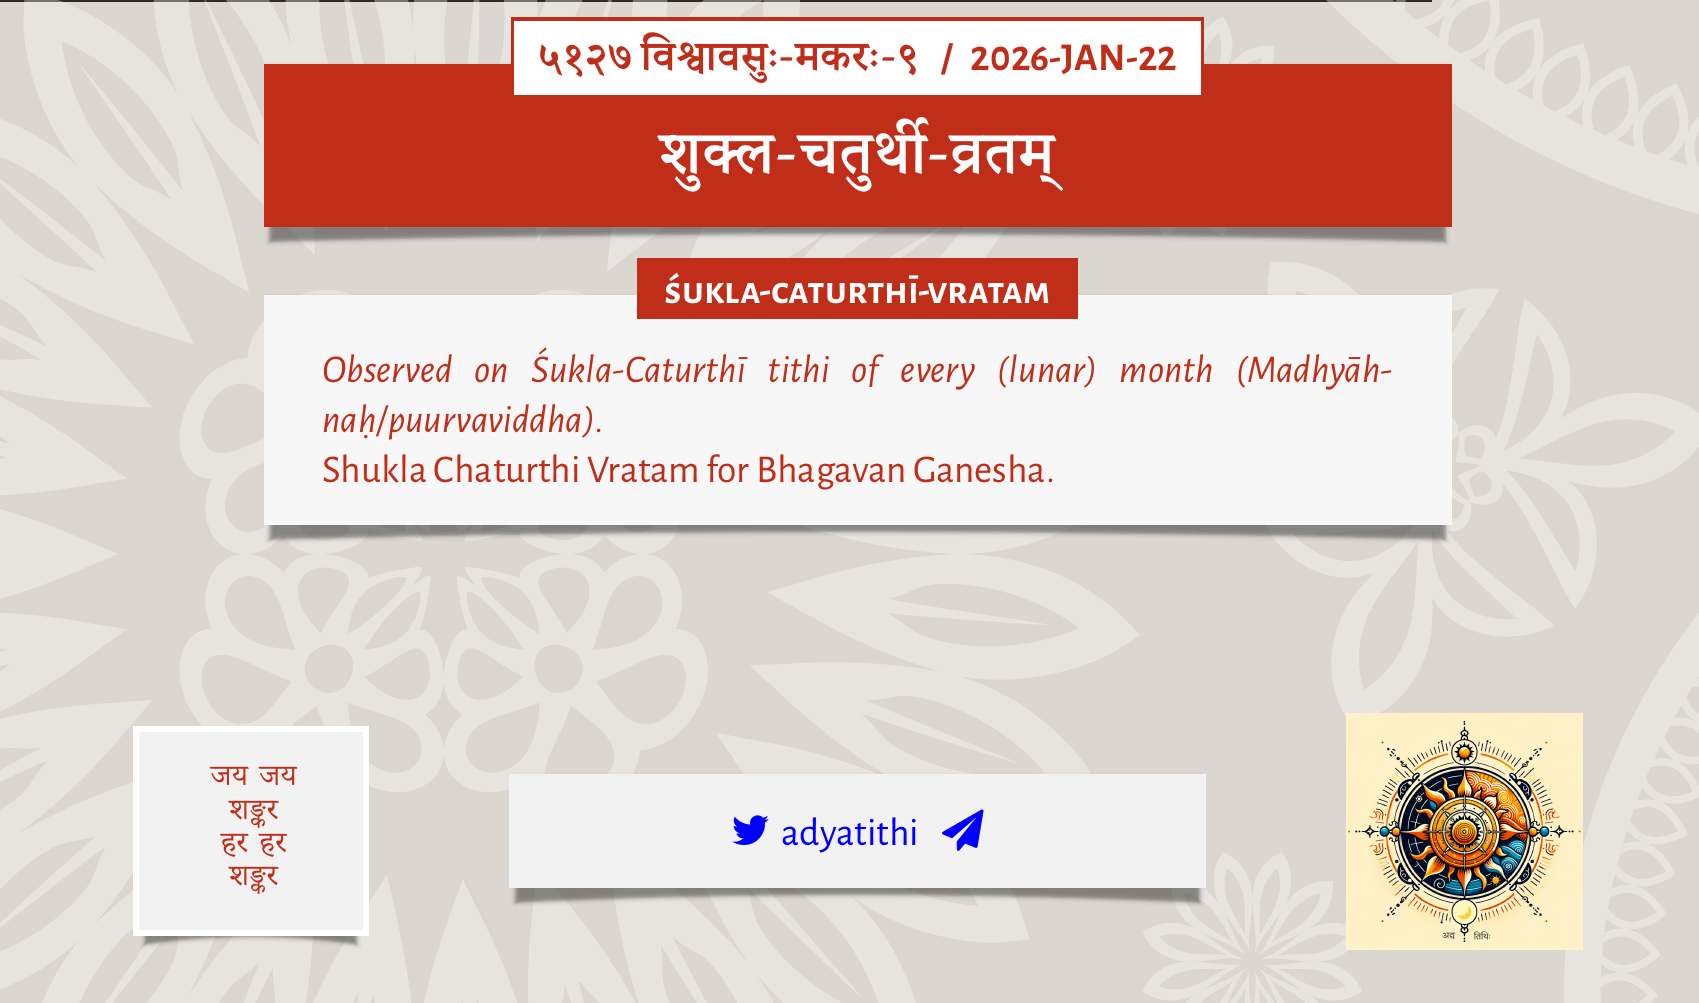 ५१२७ विश्वावसुः-मकरः-९ / 2026-JAN-22
शुक्ल-चतुर्थी-व्रतम्
ŚUKLA-CATURTHĪ-VRATAM
Observed on Śukla-Caturthī tithi of every (lunar) month (Madhyāh-
naḥ/puurvaviddha).
Shukla Chaturthi Vratam for Bhagavan Ganesha.
जय जय
शङ्कर
हर हर
शङ्कर
adyatithi
अद्य तिथिः